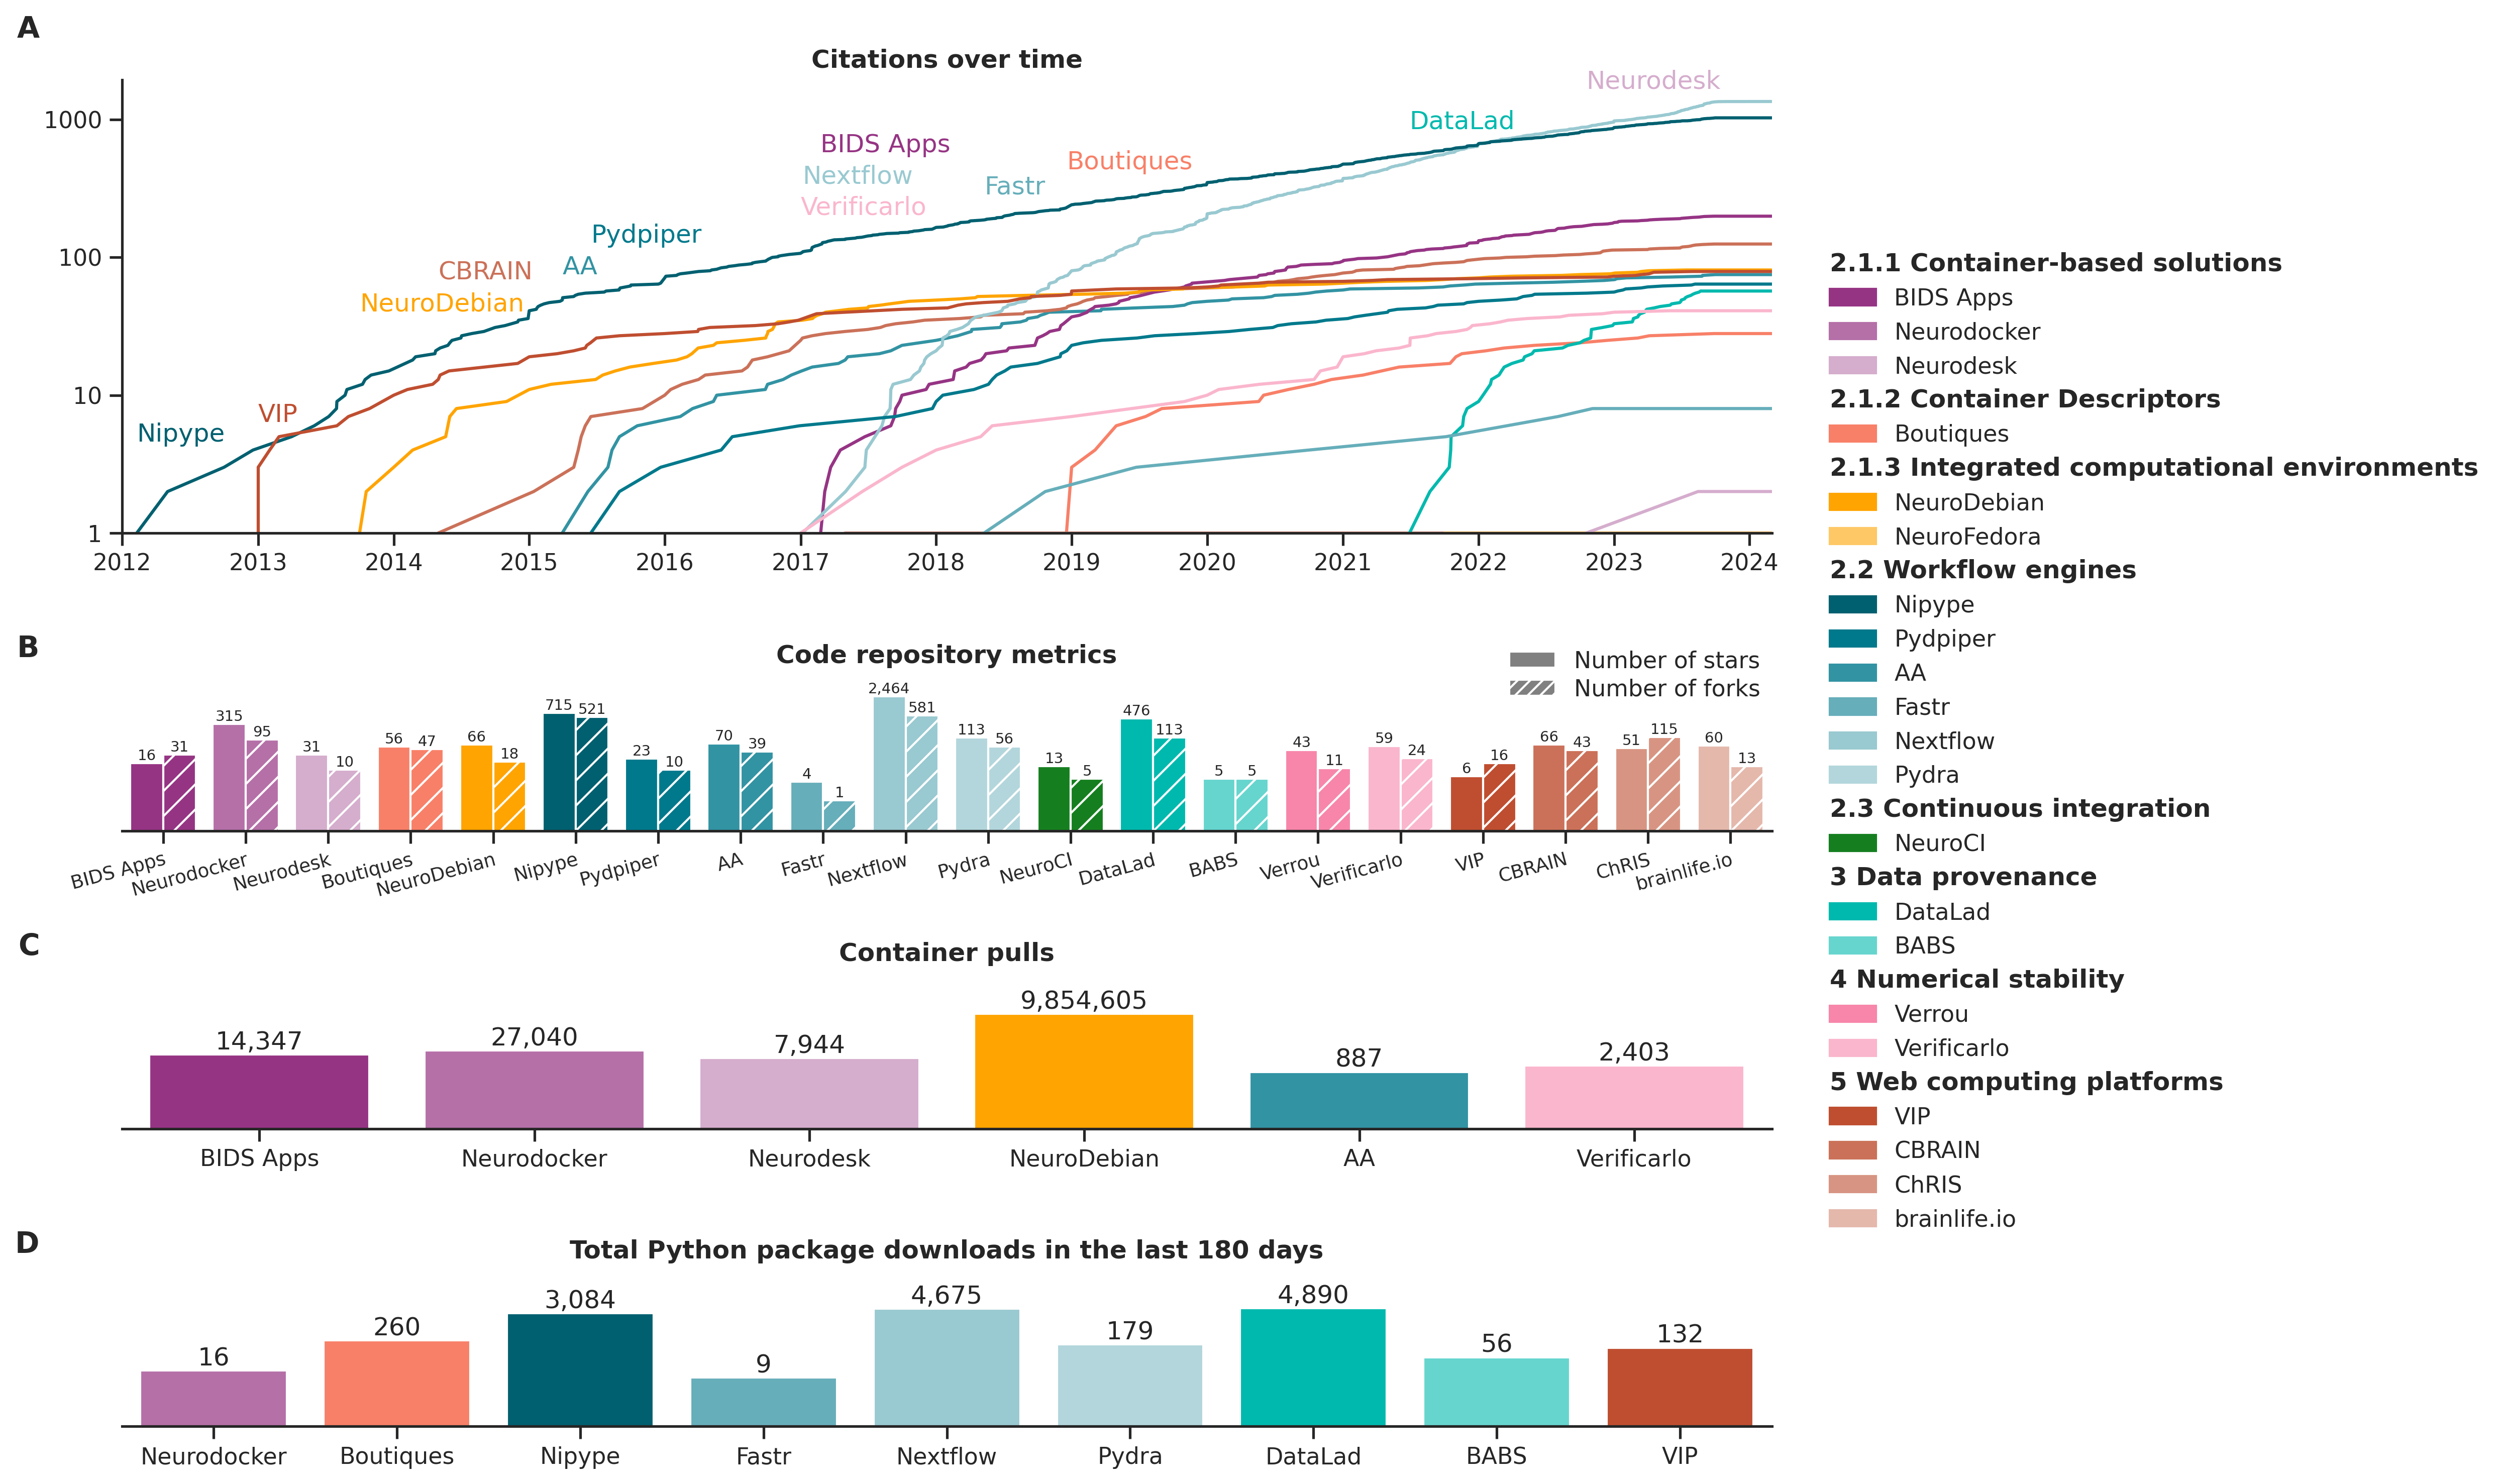 A
Citations over time
1000
100
10
1
Neurodesk
DataLad
BIDS Apps
Nextflow
Verificarlo
Boutiques
Fastr
Pydpiper
CBRAIN
AA
NeuroDebian
VIP
Nipype
2012 2013 2014 2015 2016 2017 2018 2019 2020 2021 2022 2023 2024
B
Code repository metrics
Number of stars
Number of forks
16 31 315 95 31 10 56 47 66 18 715 521 23 10 70 39 4 1 2,464 581 113 56 13 5 476 113 5 5 43 11 59 24 6 16 66 43 51 115 60 13
BIDS Apps Neurodocker Neurodesk Boutiques NeuroDebian Nipype Pydpiper AA Fastr Nextflow Pydra NeuroCI DataLad BABS Verrou Verificarlo VIP CBRAIN ChRIS brainlife.io
C
Container pulls
14,347 27,040 7,944 9,854,605 887 2,403
BIDS Apps Neurodocker Neurodesk NeuroDebian AA Verificarlo
D
Total Python package downloads in the last 180 days
16 260 3,084 9 4,675 179 4,890 56 132
Neurodocker Boutiques Nipype Fastr Nextflow Pydra DataLad BABS VIP
2.1.1 Container-based solutions
BIDS Apps
Neurodocker
Neurodesk
2.1.2 Container Descriptors
Boutiques
2.1.3 Integrated computational environments
NeuroDebian
NeuroFedora
2.2 Workflow engines
Nipype
Pydpiper
AA
Fastr
Nextflow
Pydra
2.3 Continuous integration
NeuroCI
3 Data provenance
DataLad
BABS
4 Numerical stability
Verrou
Verificarlo
5 Web computing platforms
VIP
CBRAIN
ChRIS
brainlife.io